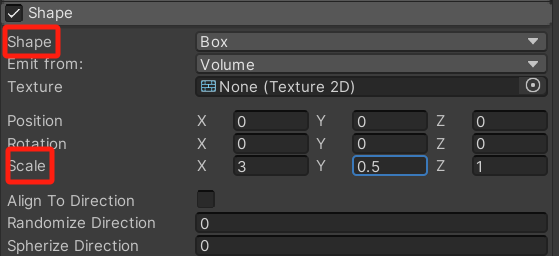 Shape
Shape Box
Emit from: Volume
Texture None (Texture 2D)
Position X 0 Y 0 Z 0
Rotation X 0 Y 0 Z 0
Scale X 3 Y 0.5 Z 1
Align To Direction
Randomize Direction 0
Spherize Direction 0